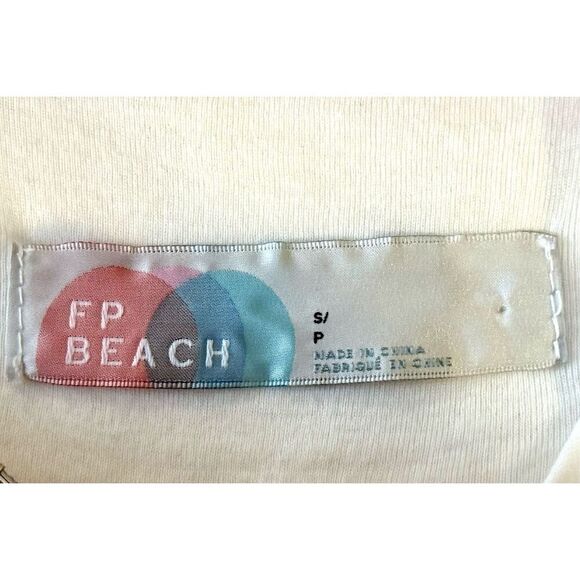 FP
BEACH
S/
P
MADE IN CHINA
FABRIQUÉ EN CHINE